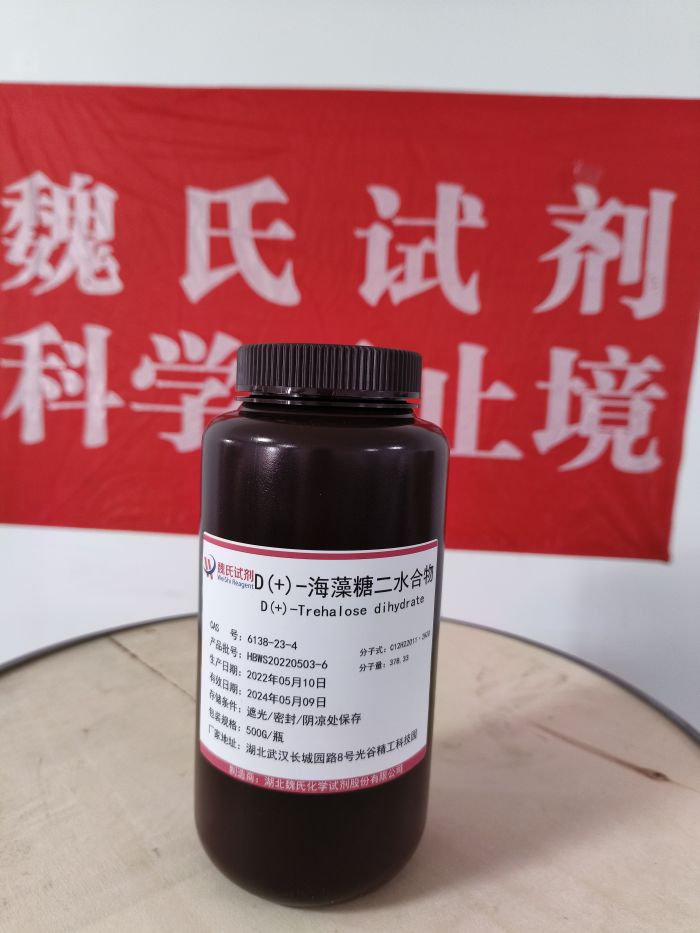 魏氏试剂
科学 止境
魏氏试剂
WeiShi Reagent
D(+)-海藻糖二水合物
D(+)-Trehalose dihydrate
CAS 号：6138-23-4
产品批号：HBWS20220503-6
生产日期：2022年05月10日
有效日期：2024年05月09日
存储条件：遮光/密封/阴凉处保存
包装规格：500G/瓶
厂家地址：湖北武汉长城园路8号光谷精工科技园
分子式：C12H22O11·2H2O
分子量：378.33
制造商：湖北魏氏化学试剂股份有限公司